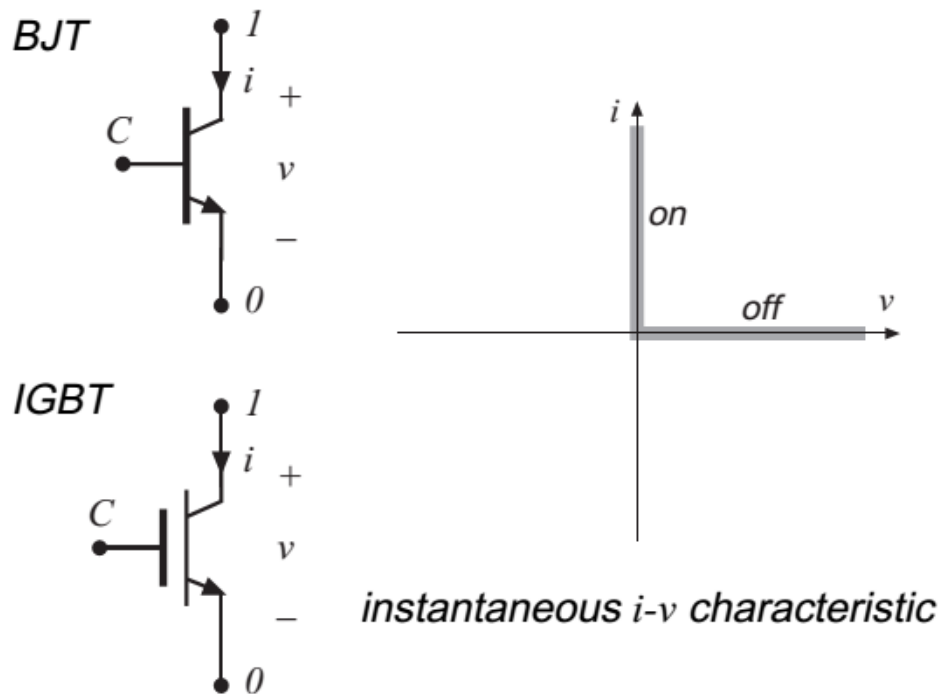 BJT
1
i
+
C
v
−
0
i
on
off
v
IGBT
1
i
+
C
v
−
0
instantaneous i-v characteristic